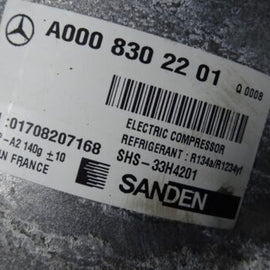 A000 830 22 01
Q 0008
:01708207168
ELECTRIC COMPRESSOR
REFRIGERANT : R134a/R1234yf
-A2 140g ±10
SHS-33H4201
N FRANCE
SANDEN